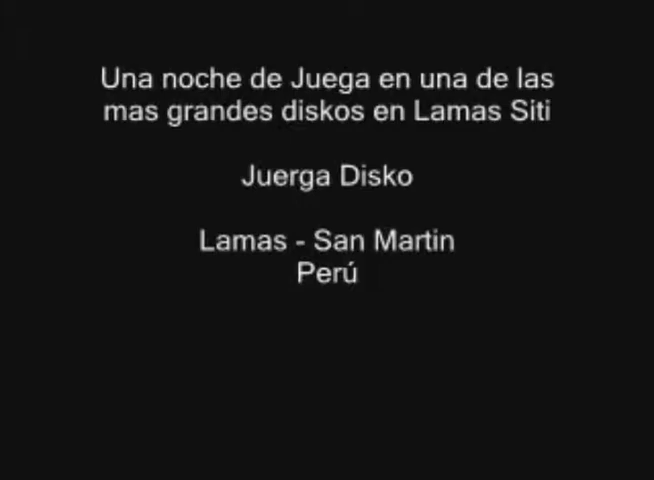 Una noche de Juega en una de las
mas grandes diskos en Lamas Siti
Juerga Disko
Lamas - San Martin
Perú